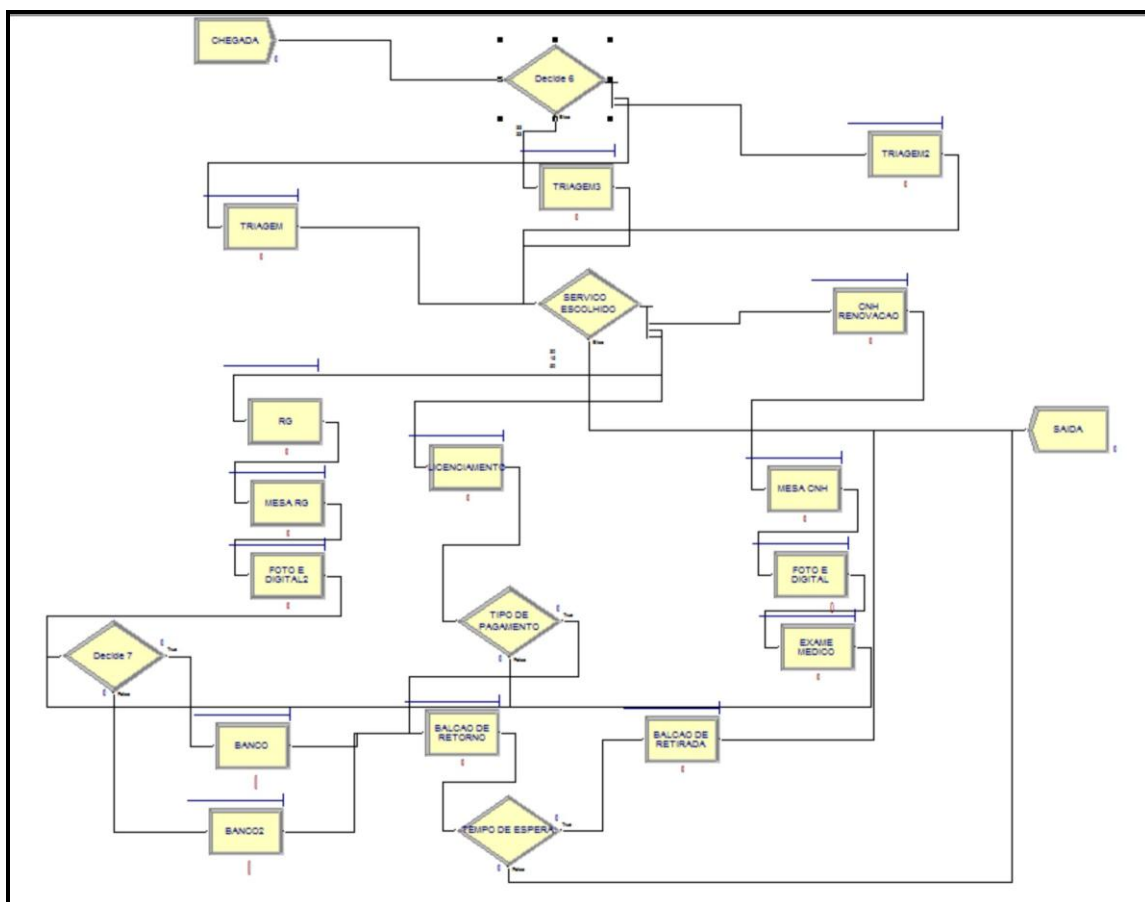 CHEGADA
Decide 6
Else
TRIAGEM2
TRIAGEM3
TRIAGEM
SERVICO
ESCOLHIDO
Else
CNH
RENOVACAO
RG
SAIDA
LICENCIAMENTO
MESA RG
MESA CNH
FOTO E
DIGITAL2
FOTO E
DIGITAL
TIPO DE
PAGAMENTO
True
False
EXAME
MEDICO
Decide 7
True
False
BANCO
BALCAO DE
RETORNO
BALCAO DE
RETIRADA
BANCO2
TEMPO DE ESPERA
True
False